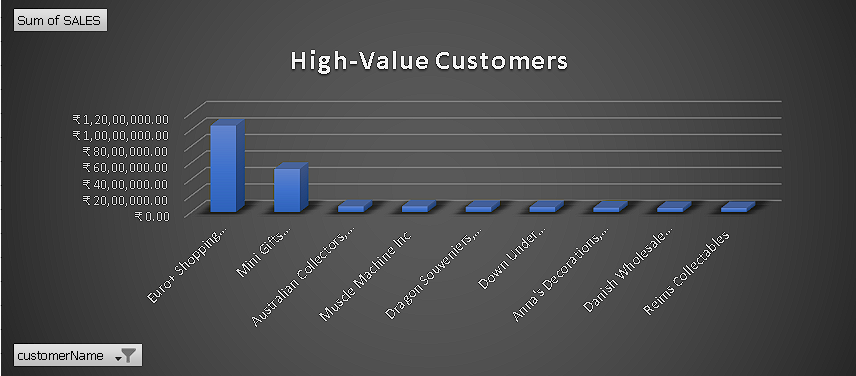 Sum of SALES
High-Value Customers
₹ 1,20,00,000.00
₹ 1,00,00,000.00
₹ 80,00,000.00
₹ 60,00,000.00
₹ 40,00,000.00
₹ 20,00,000.00
₹ 0.00
Euro+ Shopping...
Mini Gifts...
Australian Collectors,...
Muscle Machine Inc
Dragon Souveniers,...
Down Under...
Anna's Decorations,...
Danish Wholesale...
Reims Collectables
customerName